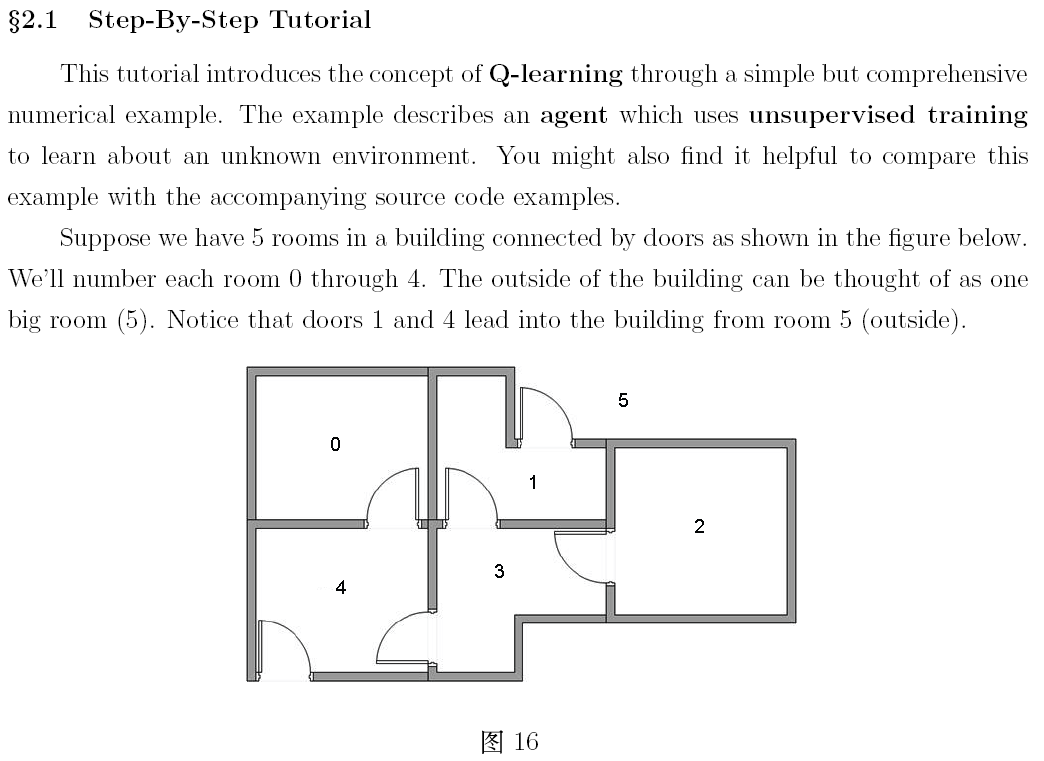 §2.1 Step-By-Step Tutorial
This tutorial introduces the concept of Q-learning through a simple but comprehensive
numerical example. The example describes an agent which uses unsupervised training
to learn about an unknown environment. You might also find it helpful to compare this
example with the accompanying source code examples.
Suppose we have 5 rooms in a building connected by doors as shown in the figure below.
We'll number each room 0 through 4. The outside of the building can be thought of as one
big room (5). Notice that doors 1 and 4 lead into the building from room 5 (outside).
5
0
1
2
3
4
图 16